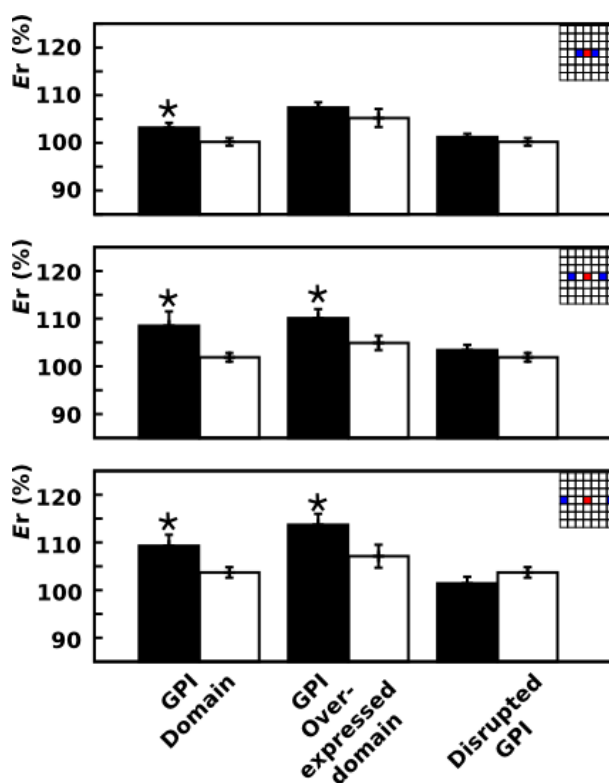 Er (%)
120
110
100
90
*
Er (%)
120
110
100
90
*
*
Er (%)
120
110
100
90
*
*
GPI
Domain
GPI
Over-
expressed
domain
Disrupted
GPI